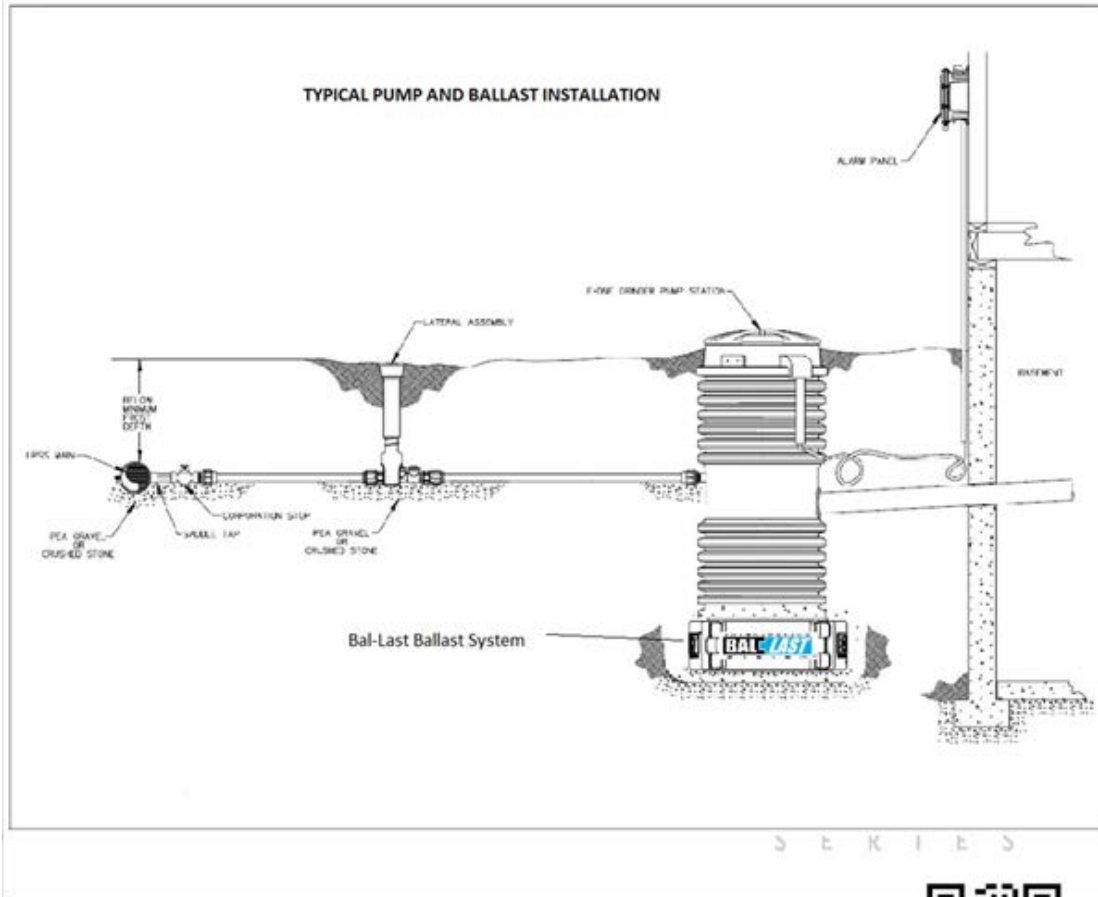 TYPICAL PUMP AND BALLAST INSTALLATION
ALARM PANEL
E-ONE GRINDER PUMP STATION
LATERAL ASSEMBLY
BASEMENT
BELOW
MINIMUM
FROST
DEPTH
LPSS MAIN
CORPORATION STOP
SADDLE TAP
PEA GRAVEL
OR
CRUSHED STONE
PEA GRAVEL
OR
CRUSHED STONE
Bal-Last Ballast System
BAL LAST
S E R I E S